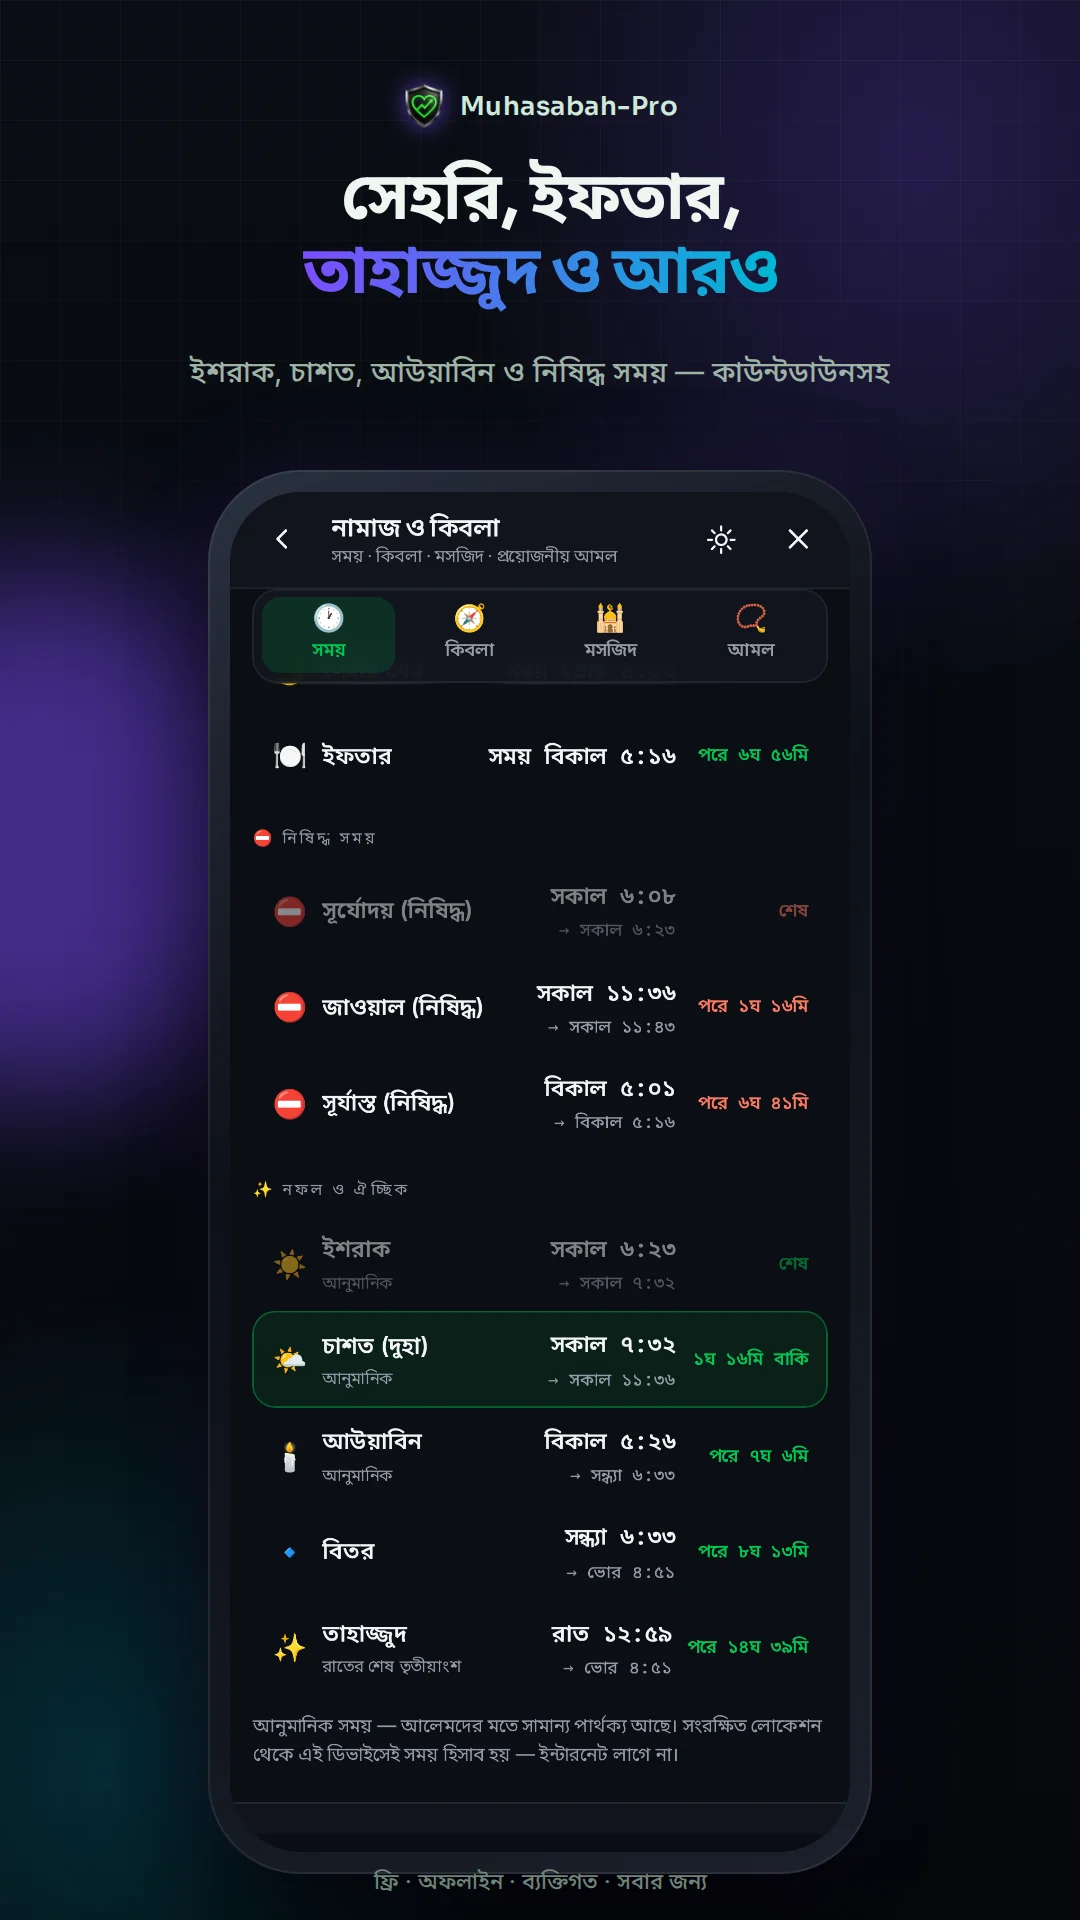 Muhasabah-Pro
সেহরি, ইফতার,
তাহাজ্জুদ ও আরও
ইশরাক, চাশত, আউয়াবিন ও নিষিদ্ধ সময় — কাউন্টডাউনসহ
নামাজ ও কিবলা
সময় · কিবলা · মসজিদ · প্রয়োজনীয় আমল
সময় কিবলা মসজিদ আমল
ইফতার সময় বিকাল ৫:১৬ পরে ৬ঘ ৫৬মি
নিষিদ্ধ সময়
সূর্যোদয় (নিষিদ্ধ) সকাল ৬:০৮ শেষ
→ সকাল ৬:২৩
জাওয়াল (নিষিদ্ধ) সকাল ১১:৩৬ পরে ১ঘ ১৬মি
→ সকাল ১১:৪৩
সূর্যাস্ত (নিষিদ্ধ) বিকাল ৫:০১ পরে ৬ঘ ৪১মি
→ বিকাল ৫:১৬
নফল ও ঐচ্ছিক
ইশরাক সকাল ৬:২৩ শেষ
আনুমানিক → সকাল ৭:৩২
চাশত (দুহা) সকাল ৭:৩২ ১ঘ ১৬মি বাকি
আনুমানিক → সকাল ১১:৩৬
আউয়াবিন বিকাল ৫:২৬ পরে ৭ঘ ৬মি
আনুমানিক → সন্ধ্যা ৬:৩৩
বিতর সন্ধ্যা ৬:৩৩ পরে ৮ঘ ১৩মি
→ ভোর ৪:৫১
তাহাজ্জুদ রাত ১২:৫৯ পরে ১৪ঘ ৩৯মি
রাতের শেষ তৃতীয়াংশ → ভোর ৪:৫১
আনুমানিক সময় — আলেমদের মতে সামান্য পার্থক্য আছে। সংরক্ষিত লোকেশন
থেকে এই ডিভাইসেই সময় হিসাব হয় — ইন্টারনেট লাগে না।
ফ্রি · অফলাইন · ব্যক্তিগত · সবার জন্য